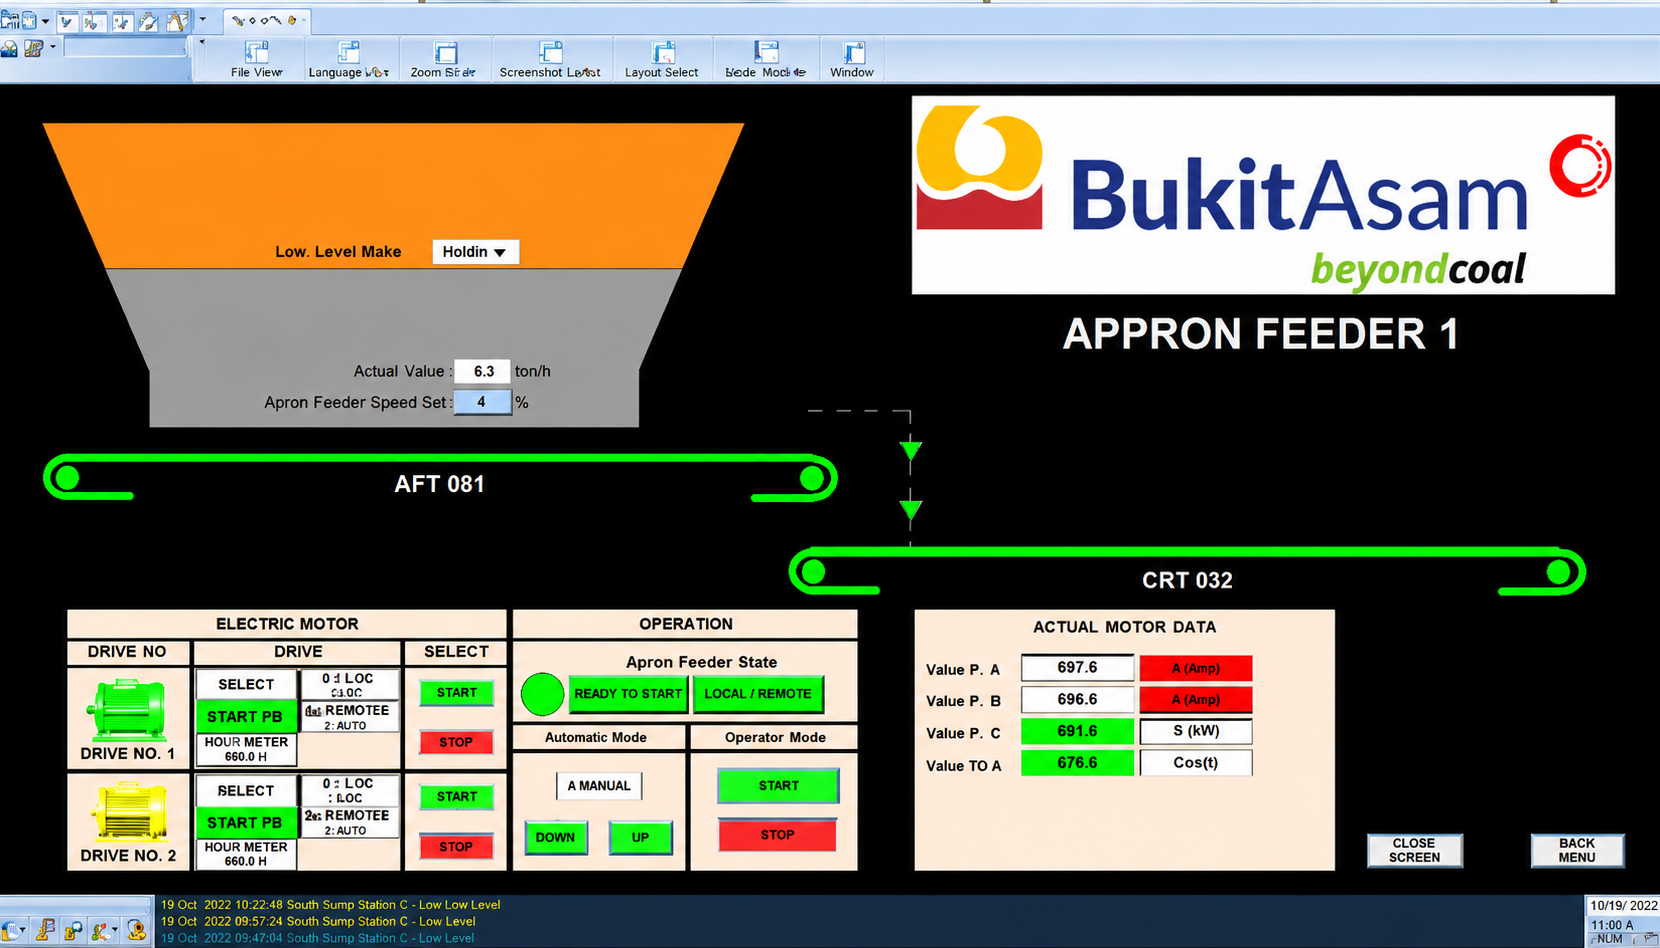 File View
Language
Zoom
Screenshot
Layout Select
Mode
Window
BukitAsam
beyondcoal
APPRON FEEDER 1
Low. Level Make
Holdin
Actual Value : 6.3 ton/h
Apron Feeder Speed Set: 4 %
AFT 081
CRT 032
ELECTRIC MOTOR
DRIVE NO
DRIVE
SELECT
SELECT
0 : LOC
START PB
REMOTEE
2: AUTO
HOUR METER
660.0 H
START
STOP
DRIVE NO. 1
SELECT
0 : LOC
: LOC
START PB
REMOTEE
2: AUTO
HOUR METER
660.0 H
START
STOP
DRIVE NO. 2
OPERATION
Apron Feeder State
READY TO START
LOCAL / REMOTE
Automatic Mode
A MANUAL
DOWN
UP
Operator Mode
START
STOP
ACTUAL MOTOR DATA
Value P. A 697.6 A (Amp)
Value P. B 696.6 A (Amp)
Value P. C 691.6 S (kW)
Value TO A 676.6 Cos(t)
CLOSE
SCREEN
BACK
MENU
19 Oct 2022 10:22:48 South Sump Station C - Low Low Level
19 Oct 2022 09:57:24 South Sump Station C - Low Level
19 Oct 2022 09:47:04 South Sump Station C - Low Level
10/19/ 2022
11:00 A
NUM